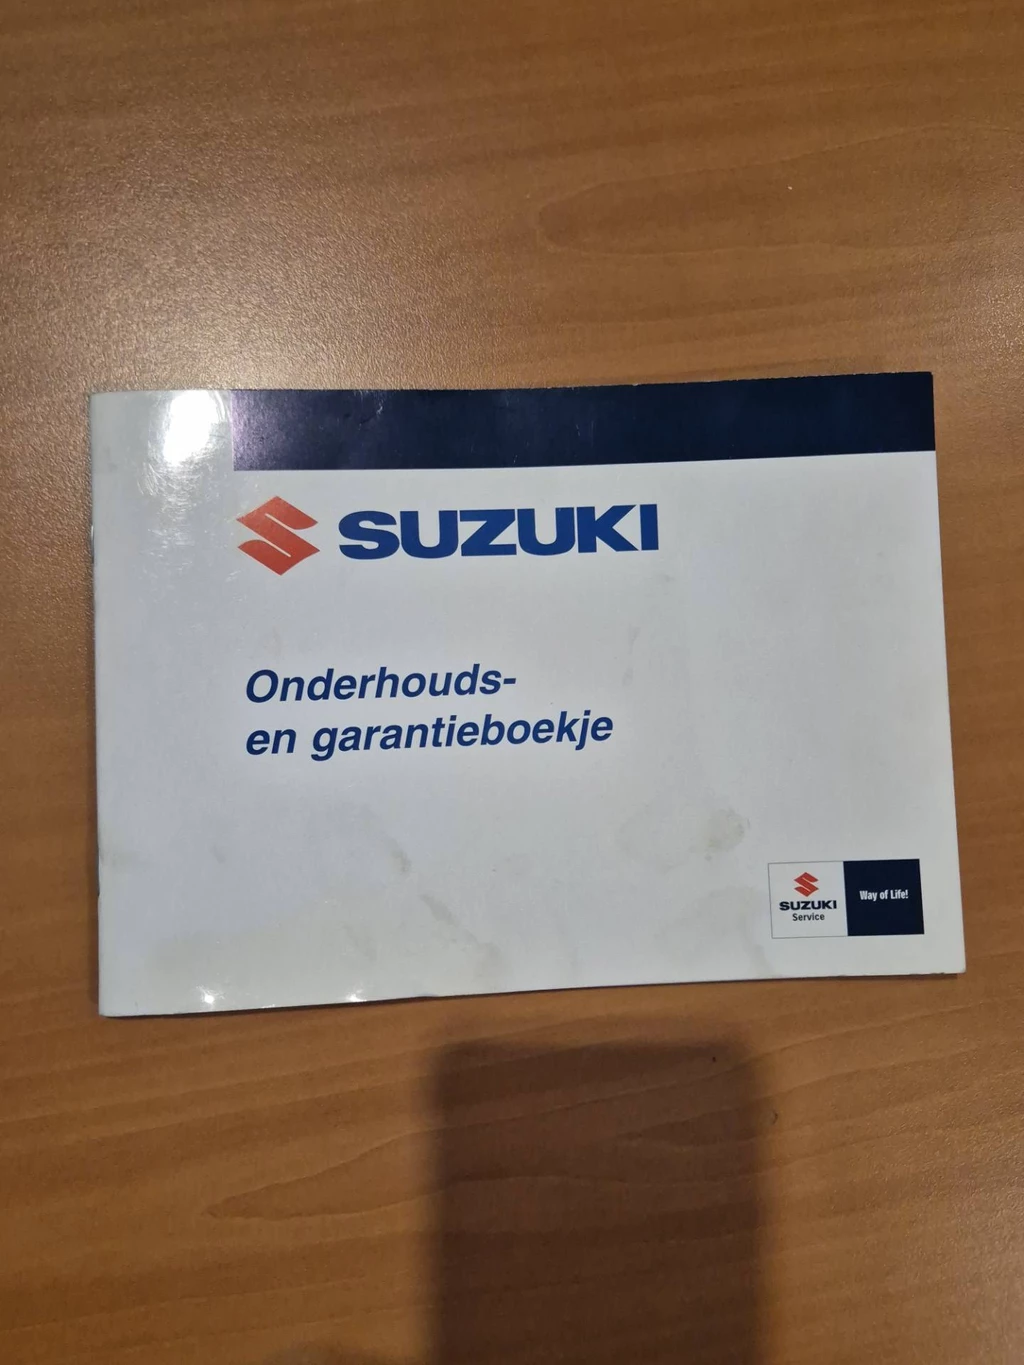 SUZUKI
Onderhouds-
en garantieboekje
SUZUKI
Service
Way of Life!